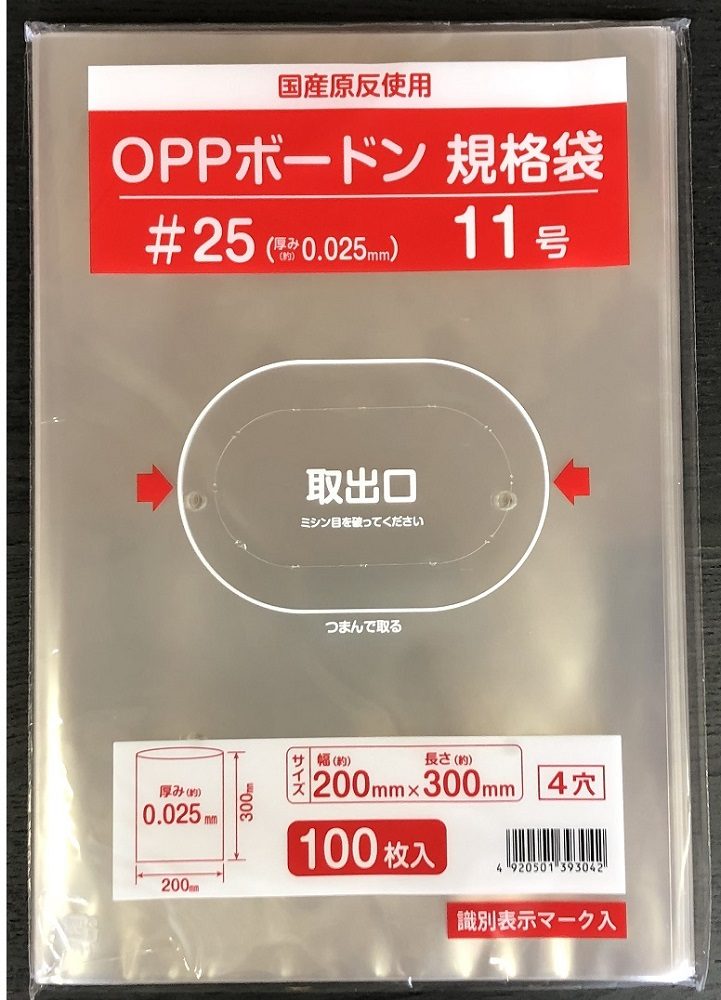 国産原反使用
OPPボードン 規格袋
#25 (厚み(約)0.025mm) 11号
取出口
ミシン目を破ってください
つまんで取る
厚み(約)
0.025mm
300mm
200mm
サイズ 幅(約) 長さ(約)
200mm×300mm
4穴
100枚入
4 920501 393042
識別表示マーク入